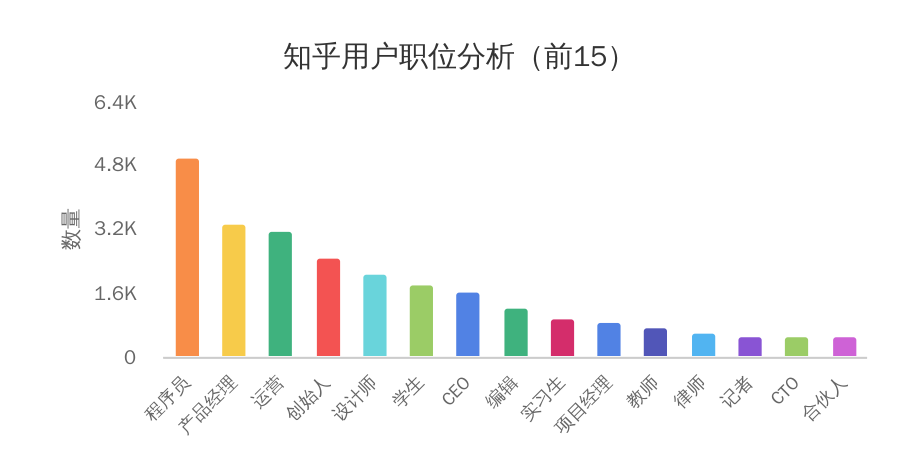 知乎用户职位分析（前15）
6.4K
4.8K
3.2K
1.6K
0
数量
程序员
产品经理
运营
创始人
设计师
学生
CEO
编辑
实习生
项目经理
教师
律师
记者
CTO
合伙人